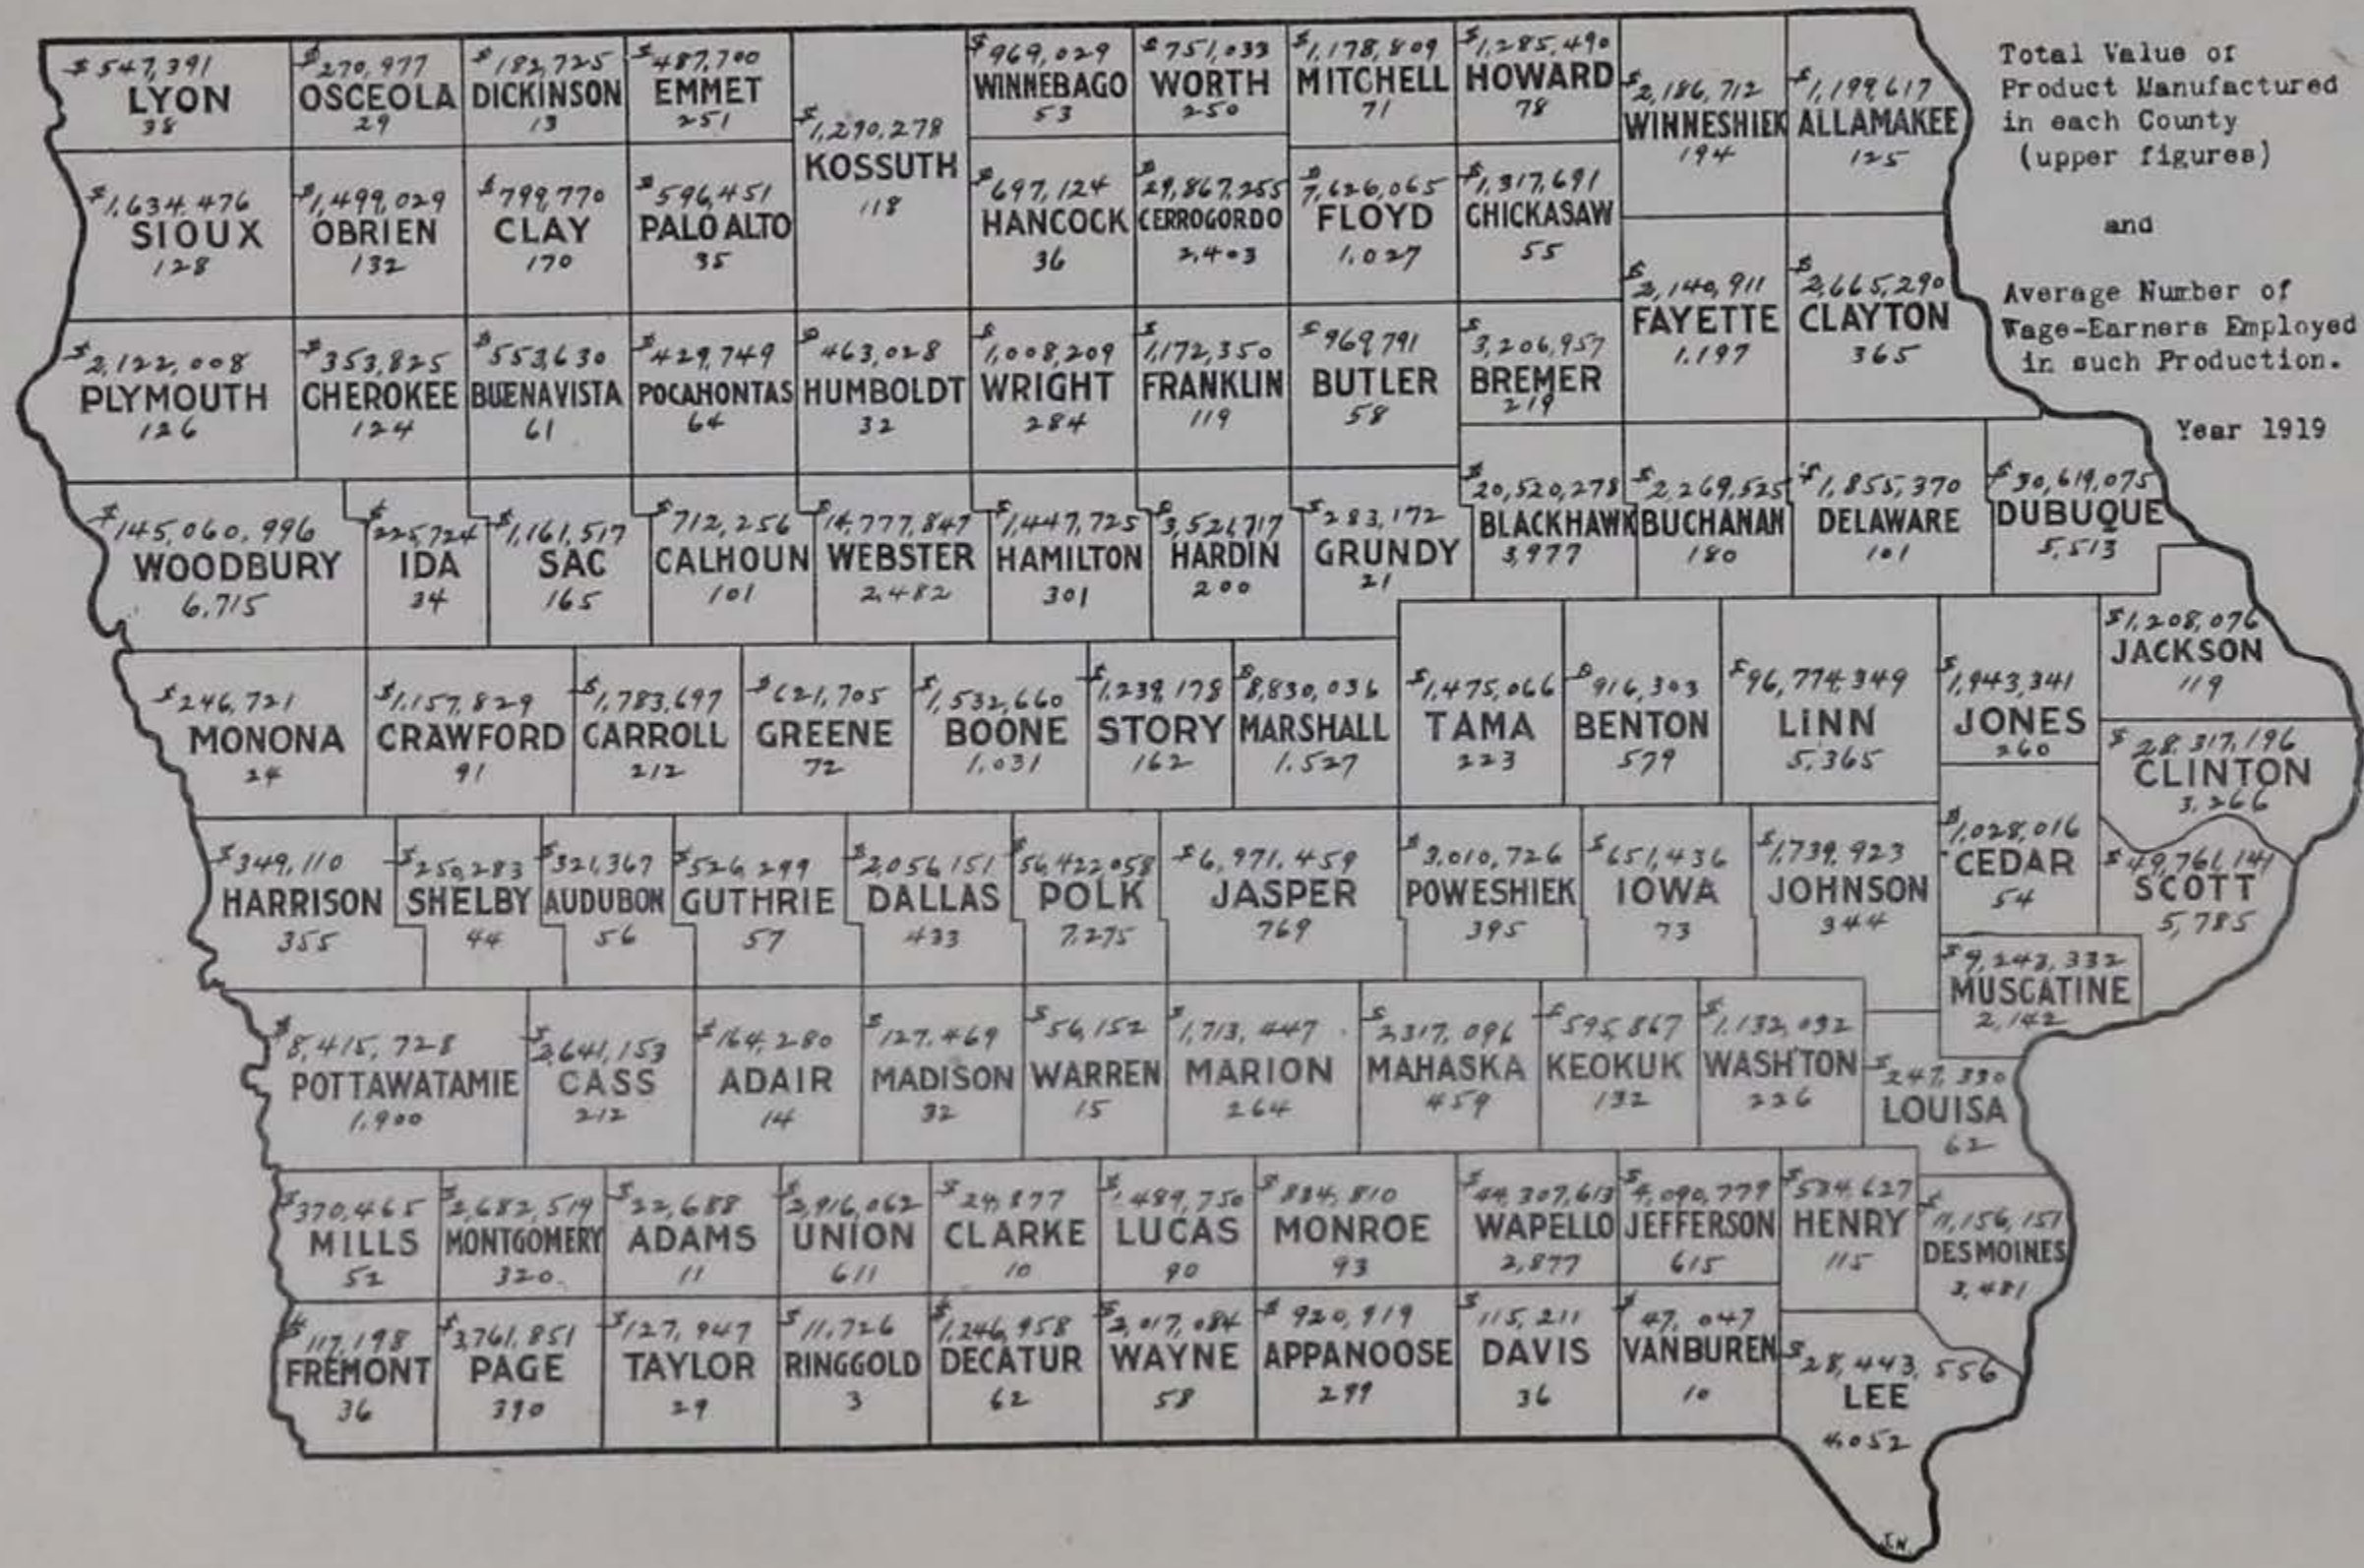 Total Value of
Product Manufactured
in each County
(upper figures)
and
Average Number of
Wage-Earners Employed
in such Production.
Year 1919
$547,391
LYON
38
$270,977
OSCEOLA
29
$182,725
DICKINSON
13
$487,700
EMMET
251
$1,290,278
KOSSUTH
118
$969,029
WINNEBAGO
53
$751,033
WORTH
250
$1,178,809
MITCHELL
71
$1,285,490
HOWARD
78
$2,186,712
WINNESHIEK
194
$1,199,617
ALLAMAKEE
125
$1,634,476
SIOUX
128
$1,499,029
OBRIEN
132
$799,770
CLAY
170
$596,451
PALO ALTO
35
$697,124
HANCOCK
36
$29,867,255
CERROGORDO
2,403
$7,626,065
FLOYD
1,027
$1,317,691
CHICKASAW
55
$2,140,911
FAYETTE
1,197
$2,665,290
CLAYTON
365
$2,122,008
PLYMOUTH
126
$353,825
CHEROKEE
124
$553,630
BUENAVISTA
61
$429,749
POCAHONTAS
64
$463,028
HUMBOLDT
32
$1,008,209
WRIGHT
284
$1,172,350
FRANKLIN
119
$969,791
BUTLER
58
$3,206,957
BREMER
219
$145,060,996
WOODBURY
6,715
$225,724
IDA
34
$1,161,517
SAC
165
$712,256
CALHOUN
101
$14,777,847
WEBSTER
2,482
$1,447,725
HAMILTON
301
$3,521,717
HARDIN
200
$283,172
GRUNDY
21
$20,520,278
BLACKHAWK
3,977
$2,269,525
BUCHANAN
180
$1,855,370
DELAWARE
101
$30,619,075
DUBUQUE
5,513
$246,721
MONONA
24
$1,157,829
CRAWFORD
91
$1,783,697
CARROLL
212
$621,705
GREENE
72
$1,532,660
BOONE
1,031
$1,239,178
STORY
162
$8,830,036
MARSHALL
1,527
$1,475,066
TAMA
223
$916,303
BENTON
579
$96,774,349
LINN
5,365
$1,943,341
JONES
260
$1,208,076
JACKSON
119
$28,317,196
CLINTON
3,266
$349,110
HARRISON
355
$250,283
SHELBY
44
$321,367
AUDUBON
56
$526,299
GUTHRIE
57
$2,056,151
DALLAS
433
$56,422,058
POLK
7,275
$6,971,459
JASPER
769
$3,010,726
POWESHIEK
395
$651,436
IOWA
73
$1,739,923
JOHNSON
344
$1,028,016
CEDAR
54
$49,761,141
SCOTT
5,785
$9,243,332
MUSCATINE
2,142
$8,415,728
POTTAWATAMIE
1,900
$2,641,153
CASS
212
$164,280
ADAIR
14
$127,469
MADISON
32
$56,152
WARREN
15
$1,713,447
MARION
264
$2,317,096
MAHASKA
459
$595,867
KEOKUK
132
$1,132,032
WASH'TON
226
$247,330
LOUISA
62
$370,465
MILLS
52
$2,682,519
MONTGOMERY
320
$22,688
ADAMS
11
$2,916,062
UNION
611
$24,877
CLARKE
10
$1,489,750
LUCAS
90
$834,810
MONROE
93
$44,307,613
WAPELLO
2,877
$4,090,779
JEFFERSON
615
$534,627
HENRY
115
$11,156,151
DESMOINES
3,481
$117,198
FREMONT
36
$3,761,851
PAGE
390
$127,947
TAYLOR
29
$11,726
RINGGOLD
3
$1,246,958
DECATUR
62
$2,017,084
WAYNE
58
$920,919
APPANOOSE
299
$115,211
DAVIS
36
$47,047
VANBUREN
10
$28,443,556
LEE
4,052